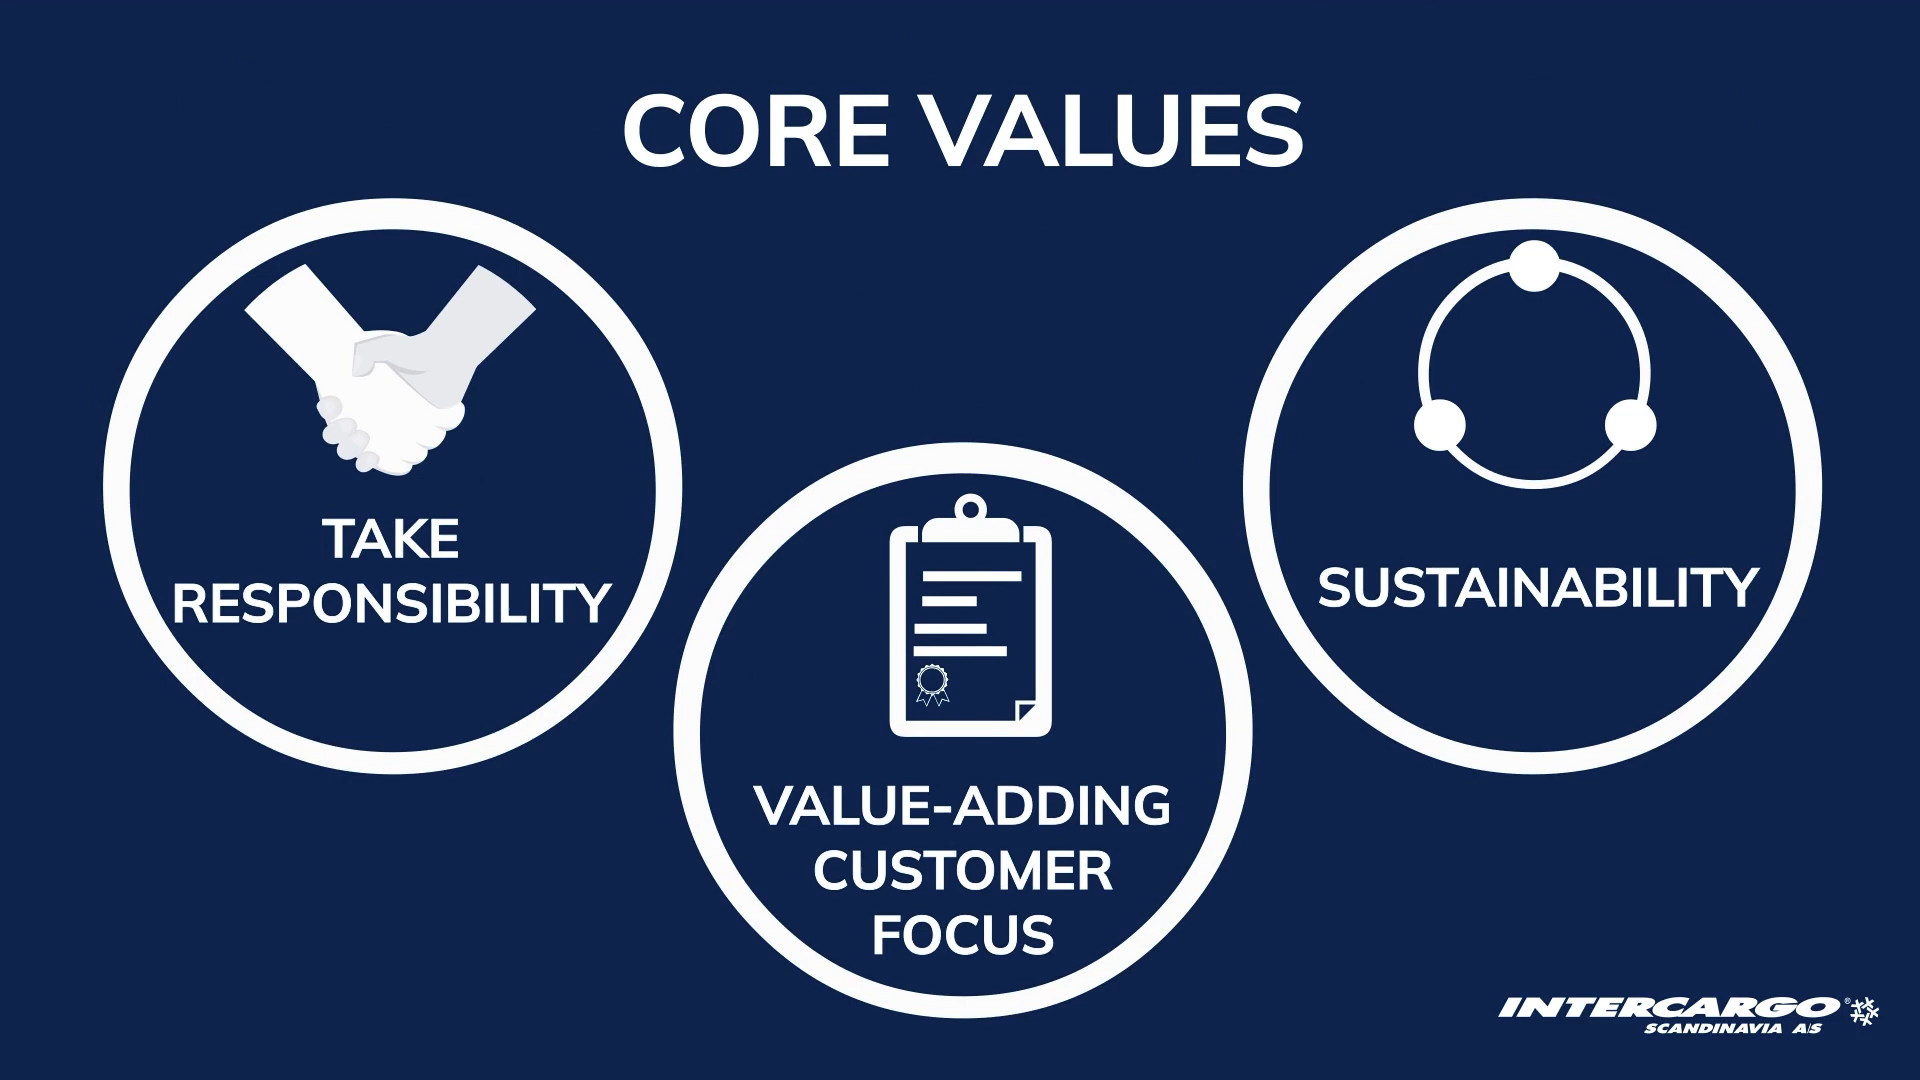 CORE VALUES
TAKE
RESPONSIBILITY
VALUE-ADDING
CUSTOMER
FOCUS
SUSTAINABILITY
INTERCARGO®
SCANDINAVIA A/S